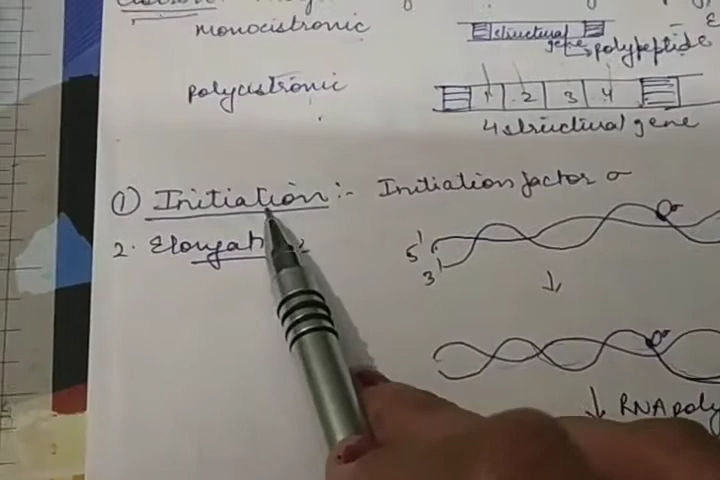 monocistronic
structural gene
polypeptide
polycistronic
1 2 3 4
4 structural gene
① Initiation :- Initiation factor σ
2. Elongat
5'
3'
σ
σ
↓ RNA poly